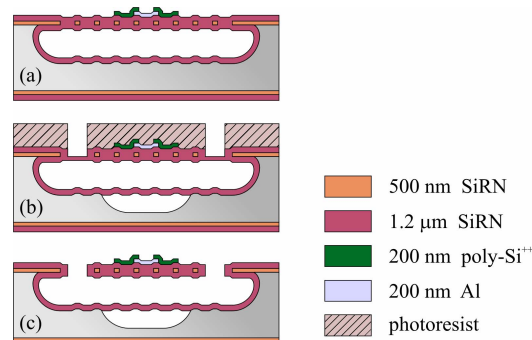 (a)
(b)
(c)
500 nm SiRN
1.2 μm SiRN
200 nm poly-Si⁺⁺
200 nm Al
photoresist